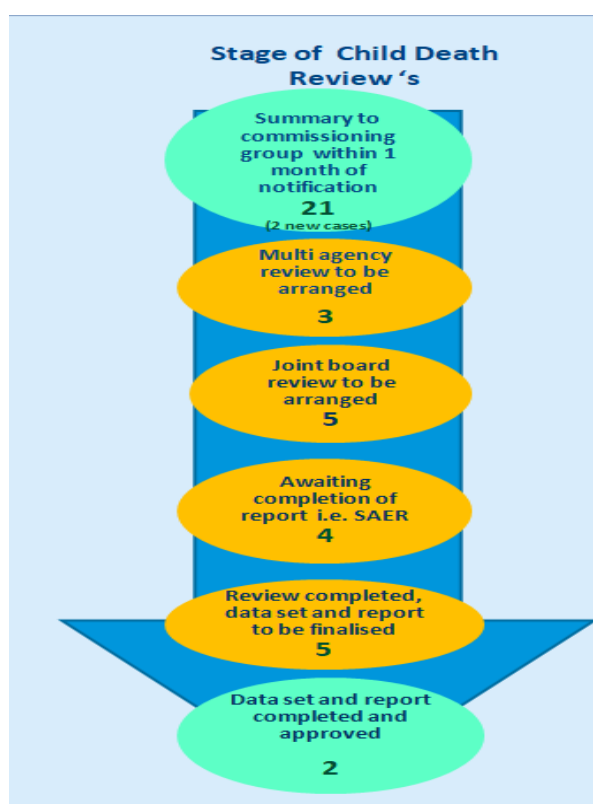 Stage of Child Death
Review ‘s
Summary to
commissioning
group within 1
month of
notification
21
(2 new cases)
Multi agency
review to be
arranged
3
Joint board
review to be
arranged
5
Awaiting
completion of
report i.e. SAER
4
Review completed,
data set and report
to be finalised
5
Data set and report
completed and
approved
2